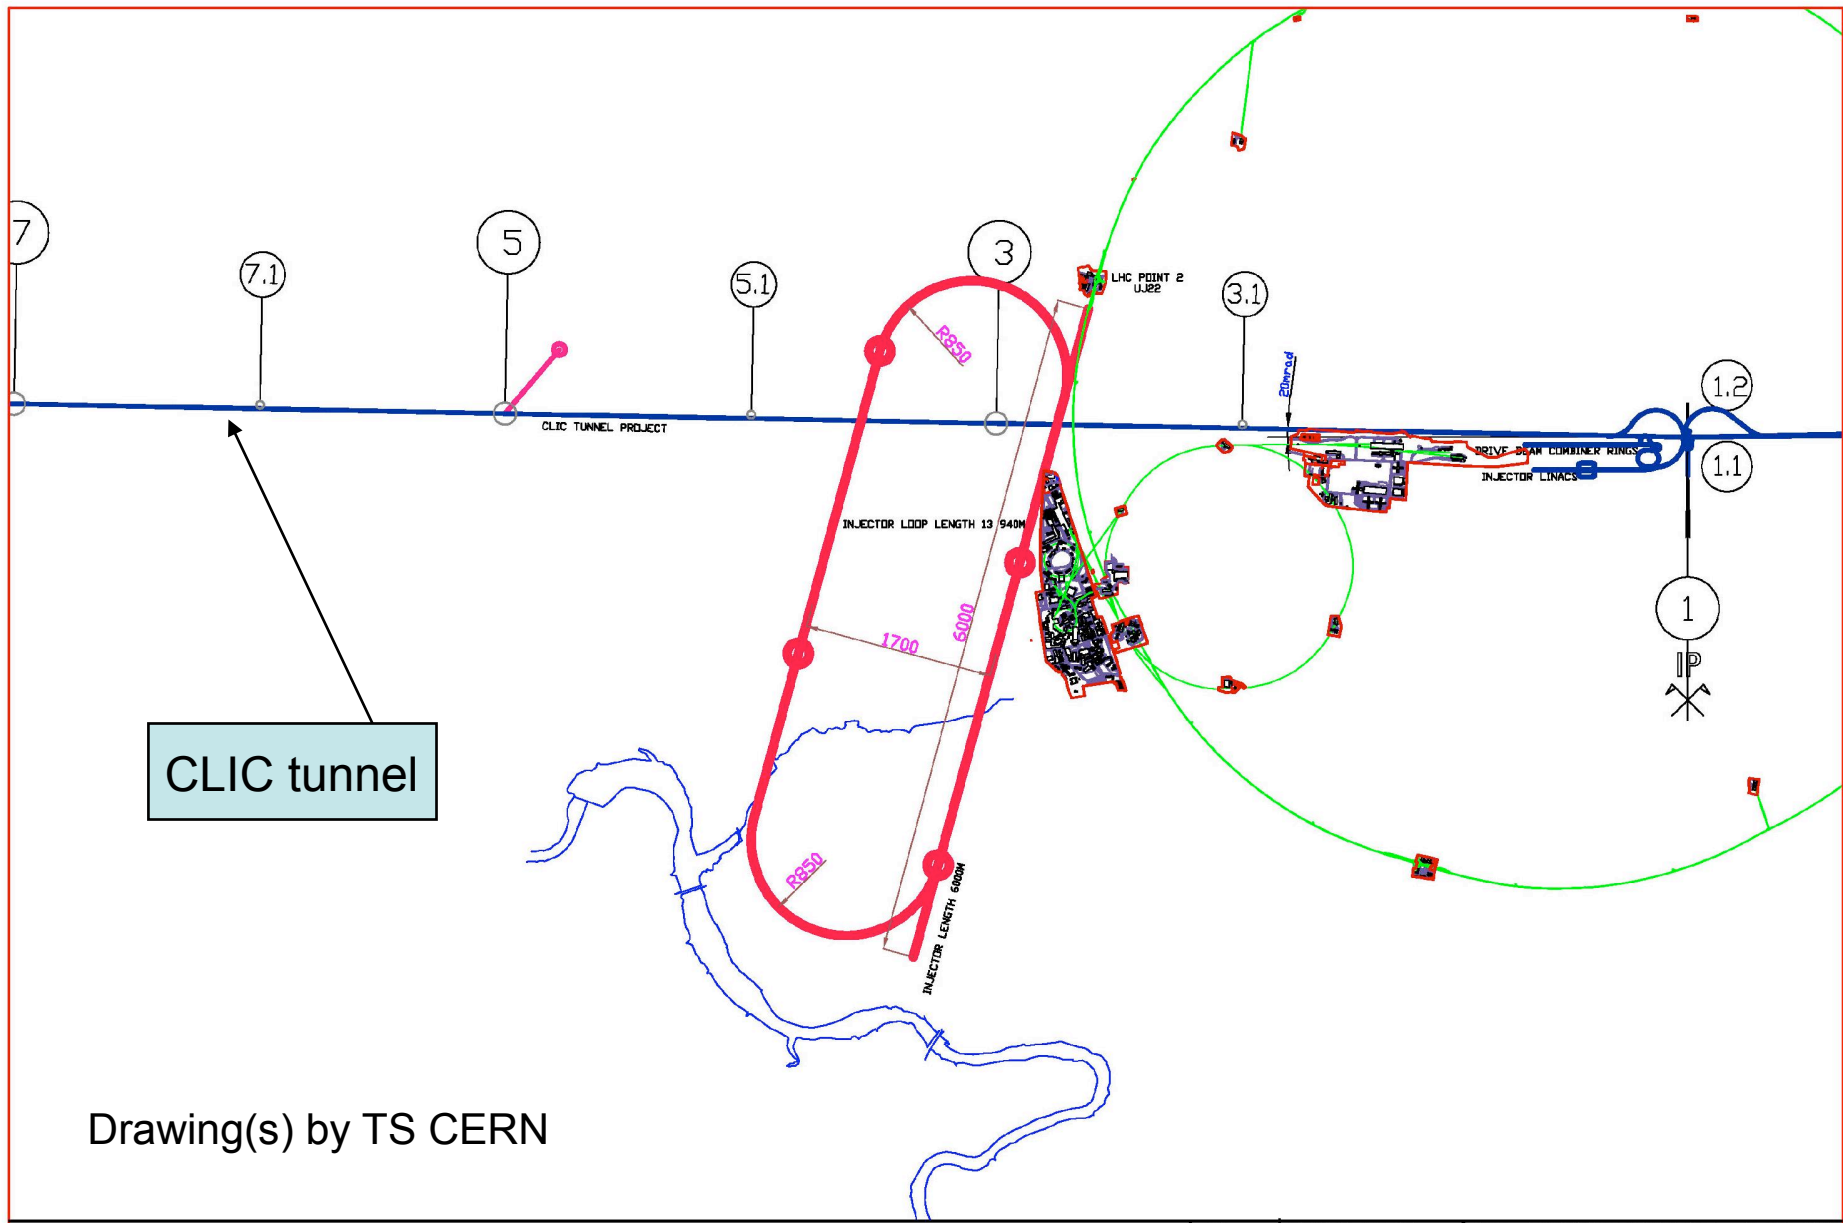 7
7.1
5
5.1
3
LHC POINT 2
UJ22
3.1
R850
20mrad
1.2
CLIC TUNNEL PROJECT
DRIVE BEAM COMBINER RINGS
INJECTOR LINACS
1.1
INJECTOR LOOP LENGTH 13 940M
1700
6000
1
IP
CLIC tunnel
R850
INJECTOR LENGTH 6000M
Drawing(s) by TS CERN